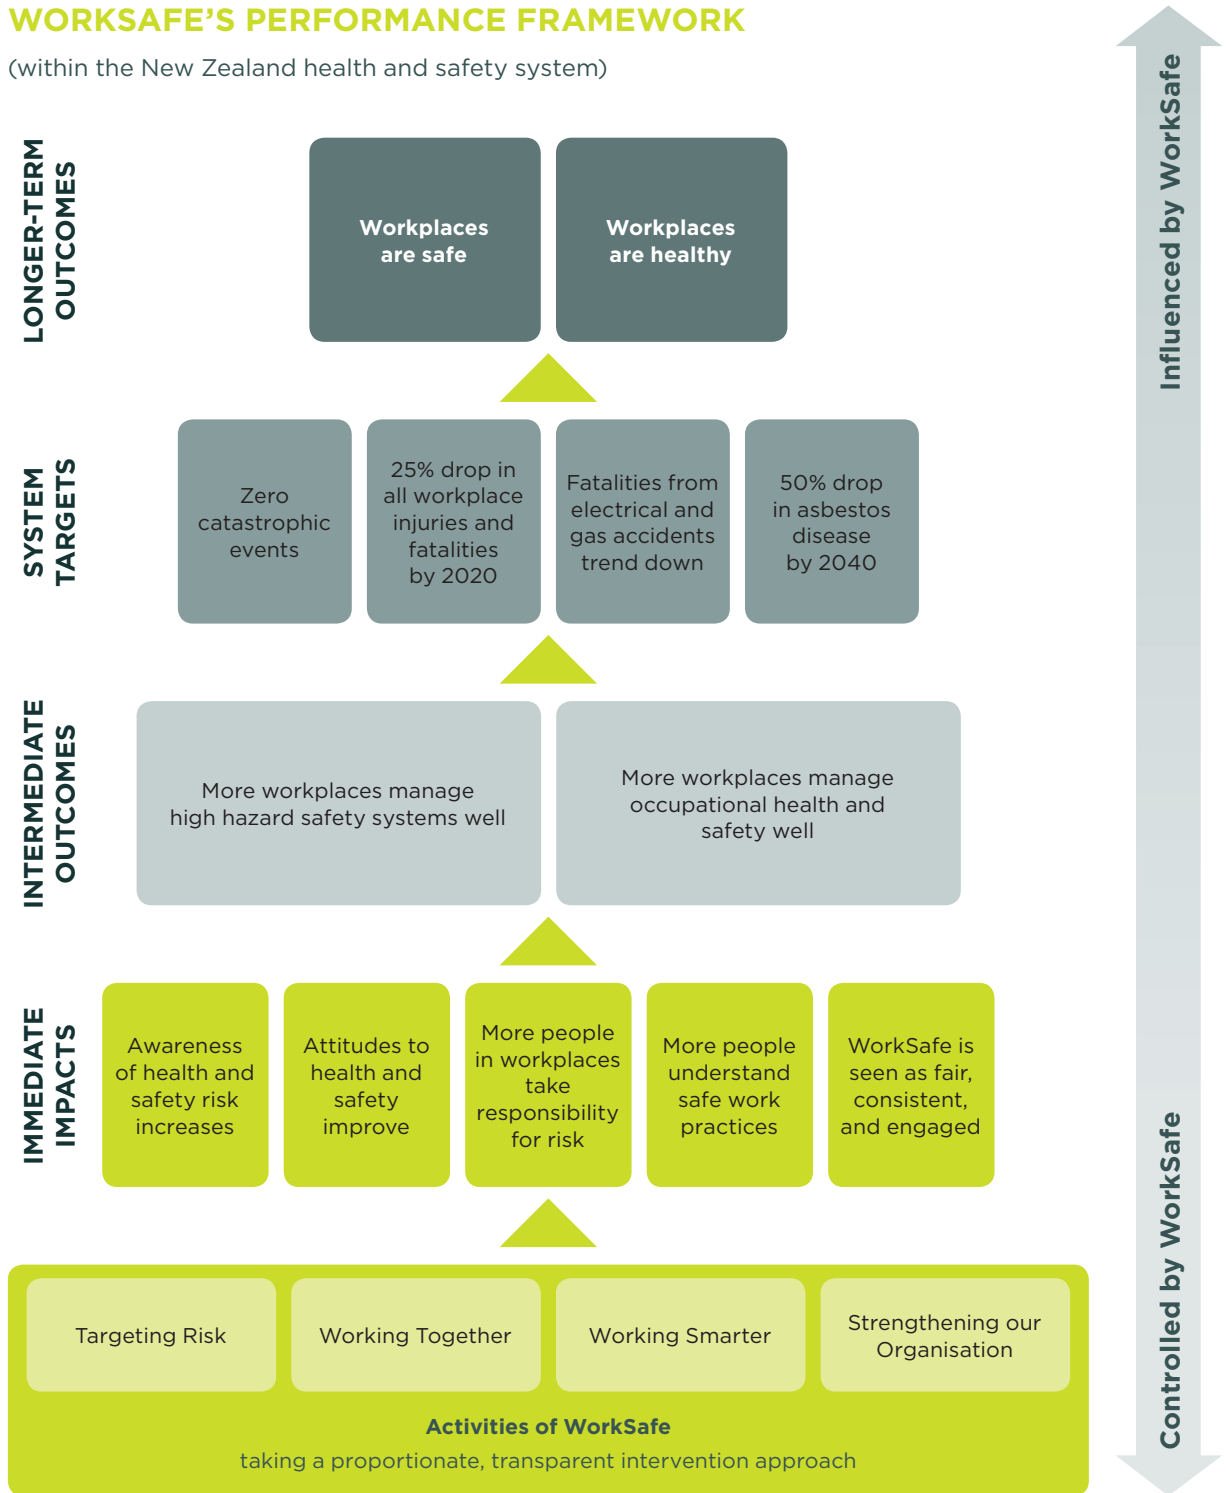 WORKSAFE’S PERFORMANCE FRAMEWORK
(within the New Zealand health and safety system)
Influenced by WorkSafe
LONGER-TERM
OUTCOMES
Workplaces
are safe
Workplaces
are healthy
SYSTEM
TARGETS
Zero
catastrophic
events
25% drop in
all workplace
injuries and
fatalities
by 2020
Fatalities from
electrical and
gas accidents
trend down
50% drop
in asbestos
disease
by 2040
INTERMEDIATE
OUTCOMES
More workplaces manage
high hazard safety systems well
More workplaces manage
occupational health and
safety well
IMMEDIATE
IMPACTS
Awareness
of health and
safety risk
increases
Attitudes to
health and
safety
improve
More people
in workplaces
take
responsibility
for risk
More people
understand
safe work
practices
WorkSafe is
seen as fair,
consistent,
and engaged
Controlled by WorkSafe
Targeting Risk
Working Together
Working Smarter
Strengthening our
Organisation
Activities of WorkSafe
taking a proportionate, transparent intervention approach